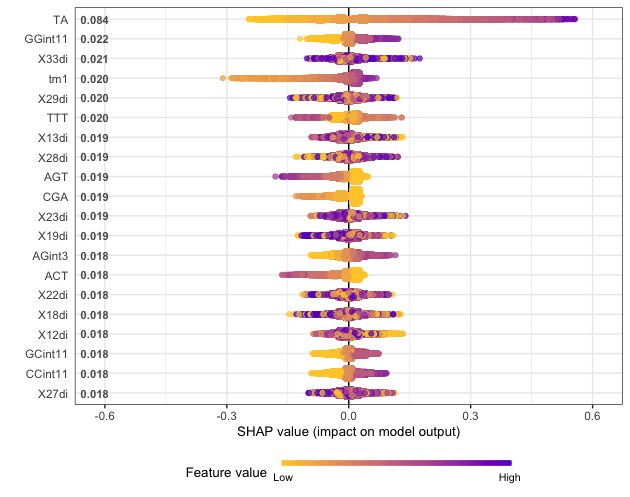 TA 0.084
GGint11 0.022
X33di 0.021
tm1 0.020
X29di 0.020
TTT 0.020
X13di 0.019
X28di 0.019
AGT 0.019
CGA 0.019
X23di 0.019
X19di 0.019
AGint3 0.018
ACT 0.018
X22di 0.018
X18di 0.018
X12di 0.018
GCint11 0.018
CCint11 0.018
X27di 0.018
-0.6 -0.3 0.0 0.3 0.6
SHAP value (impact on model output)
Feature value
Low High